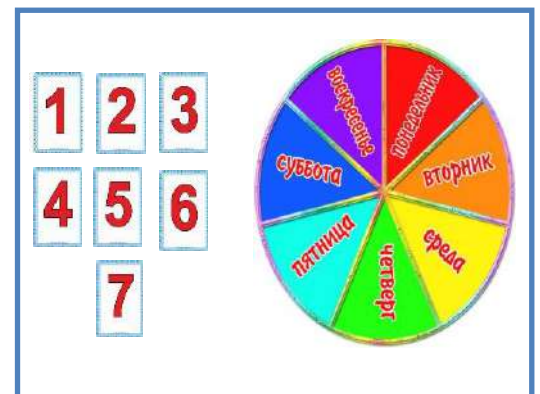 1 2 3
4 5 6
7
понедельник
вторник
среда
четверг
пятница
суббота
воскресенье